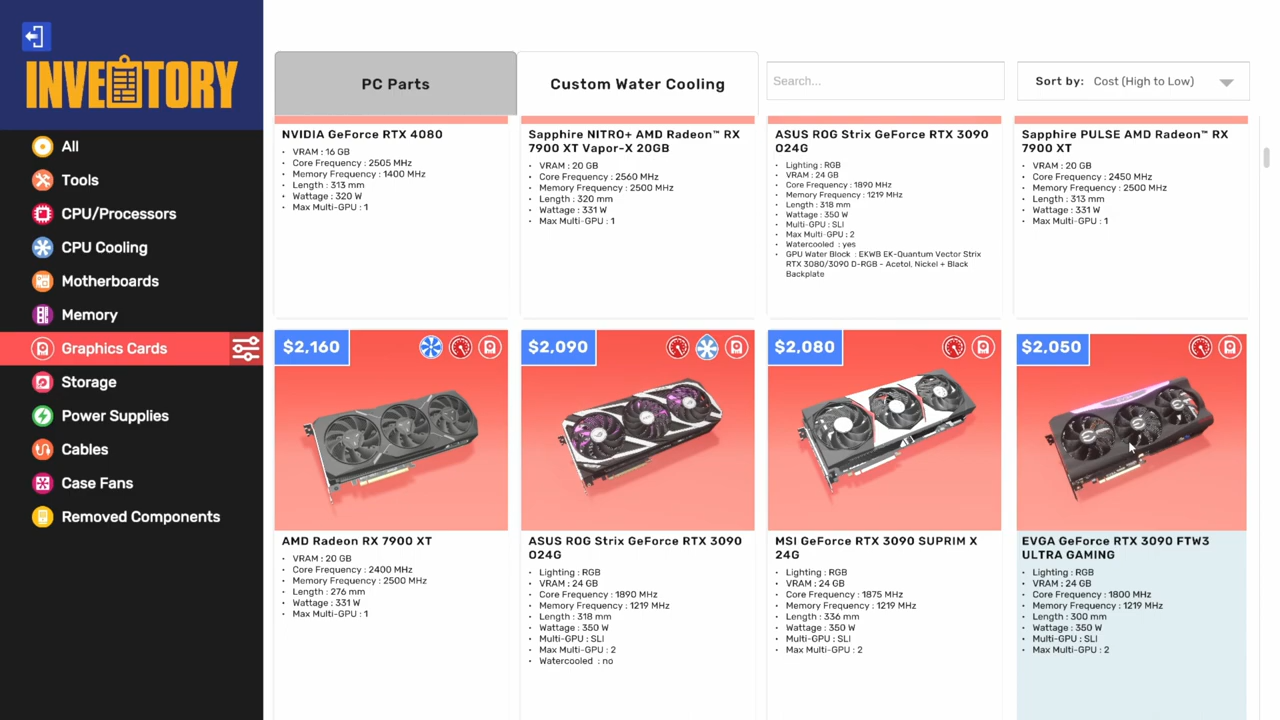 INVENTORY
All
Tools
CPU/Processors
CPU Cooling
Motherboards
Memory
Graphics Cards
Storage
Power Supplies
Cables
Case Fans
Removed Components
PC Parts
Custom Water Cooling
Search...
Sort by: Cost (High to Low)
NVIDIA GeForce RTX 4080
• VRAM : 16 GB
• Core Frequency : 2505 MHz
• Memory Frequency : 1400 MHz
• Length : 313 mm
• Wattage : 320 W
• Max Multi-GPU : 1
Sapphire NITRO+ AMD Radeon™ RX
7900 XT Vapor-X 20GB
• VRAM : 20 GB
• Core Frequency : 2560 MHz
• Memory Frequency : 2500 MHz
• Length : 320 mm
• Wattage : 331 W
• Max Multi-GPU : 1
ASUS ROG Strix GeForce RTX 3090
O24G
• Lighting : RGB
• VRAM : 24 GB
• Core Frequency : 1890 MHz
• Memory Frequency : 1219 MHz
• Length : 318 mm
• Wattage : 350 W
• Multi-GPU : SLI
• Max Multi-GPU : 2
• Watercooled : yes
• GPU Water Block : EKWB EK-Quantum Vector Strix
RTX 3080/3090 D-RGB - Acetol, Nickel + Black
Backplate
Sapphire PULSE AMD Radeon™ RX
7900 XT
• VRAM : 20 GB
• Core Frequency : 2450 MHz
• Memory Frequency : 2500 MHz
• Length : 313 mm
• Wattage : 331 W
• Max Multi-GPU : 1
$2,160
AMD Radeon RX 7900 XT
• VRAM : 20 GB
• Core Frequency : 2400 MHz
• Memory Frequency : 2500 MHz
• Length : 276 mm
• Wattage : 331 W
• Max Multi-GPU : 1
$2,090
ASUS ROG Strix GeForce RTX 3090
O24G
• Lighting : RGB
• VRAM : 24 GB
• Core Frequency : 1890 MHz
• Memory Frequency : 1219 MHz
• Length : 318 mm
• Wattage : 350 W
• Multi-GPU : SLI
• Max Multi-GPU : 2
• Watercooled : no
$2,080
MSI GeForce RTX 3090 SUPRIM X
24G
• Lighting : RGB
• VRAM : 24 GB
• Core Frequency : 1875 MHz
• Memory Frequency : 1219 MHz
• Length : 336 mm
• Wattage : 350 W
• Multi-GPU : SLI
• Max Multi-GPU : 2
$2,050
EVGA GeForce RTX 3090 FTW3
ULTRA GAMING
• Lighting : RGB
• VRAM : 24 GB
• Core Frequency : 1800 MHz
• Memory Frequency : 1219 MHz
• Length : 300 mm
• Wattage : 350 W
• Multi-GPU : SLI
• Max Multi-GPU : 2